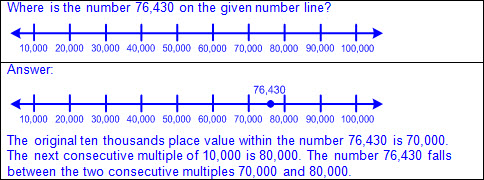 Where is the number 76,430 on the given number line?
10,000 20,000 30,000 40,000 50,000 60,000 70,000 80,000 90,000 100,000
Answer:
76,430
10,000 20,000 30,000 40,000 50,000 60,000 70,000 80,000 90,000 100,000
The original ten thousands place value within the number 76,430 is 70,000.
The next consecutive multiple of 10,000 is 80,000. The number 76,430 falls
between the two consecutive multiples 70,000 and 80,000.